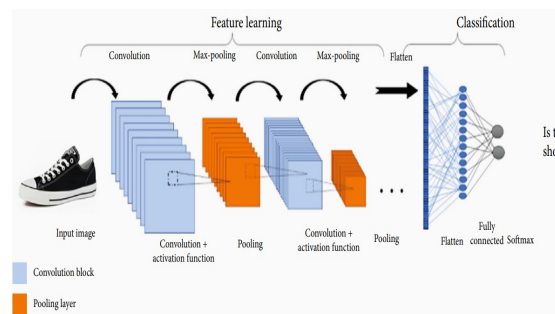 Feature learning
Classification
Convolution
Max-pooling
Convolution
Max-pooling
Flatten
Is
Input image
Convolution +
activation function
Pooling
Convolution +
activation function
Pooling
Flatten
Fully
connected
Softmax
Convolution block
Pooling layer